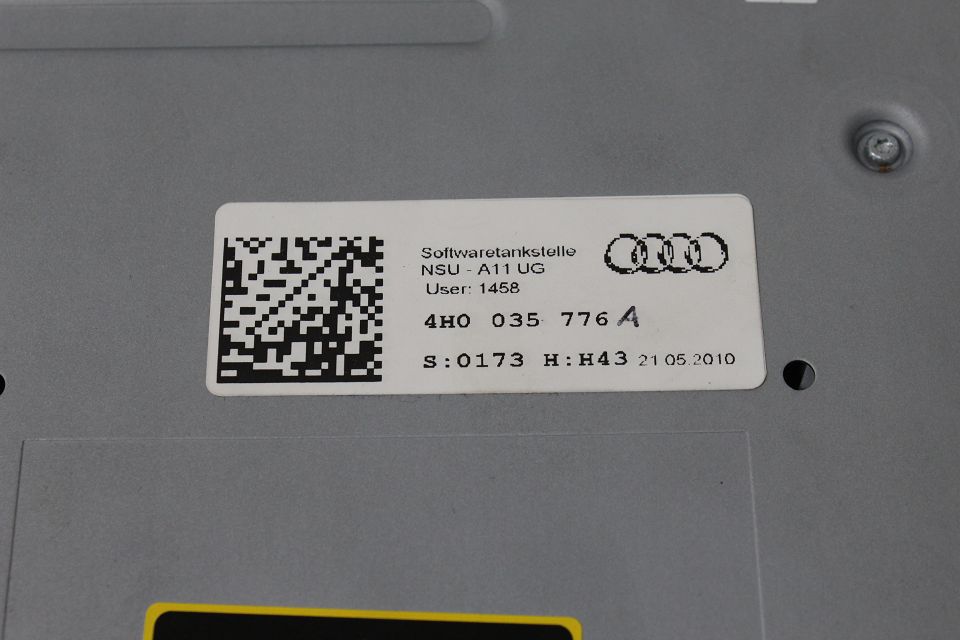 Softwaretankstelle
NSU - A11 UG
User: 1458
4H0 035 776 A
S:0173 H:H43 21.05.2010